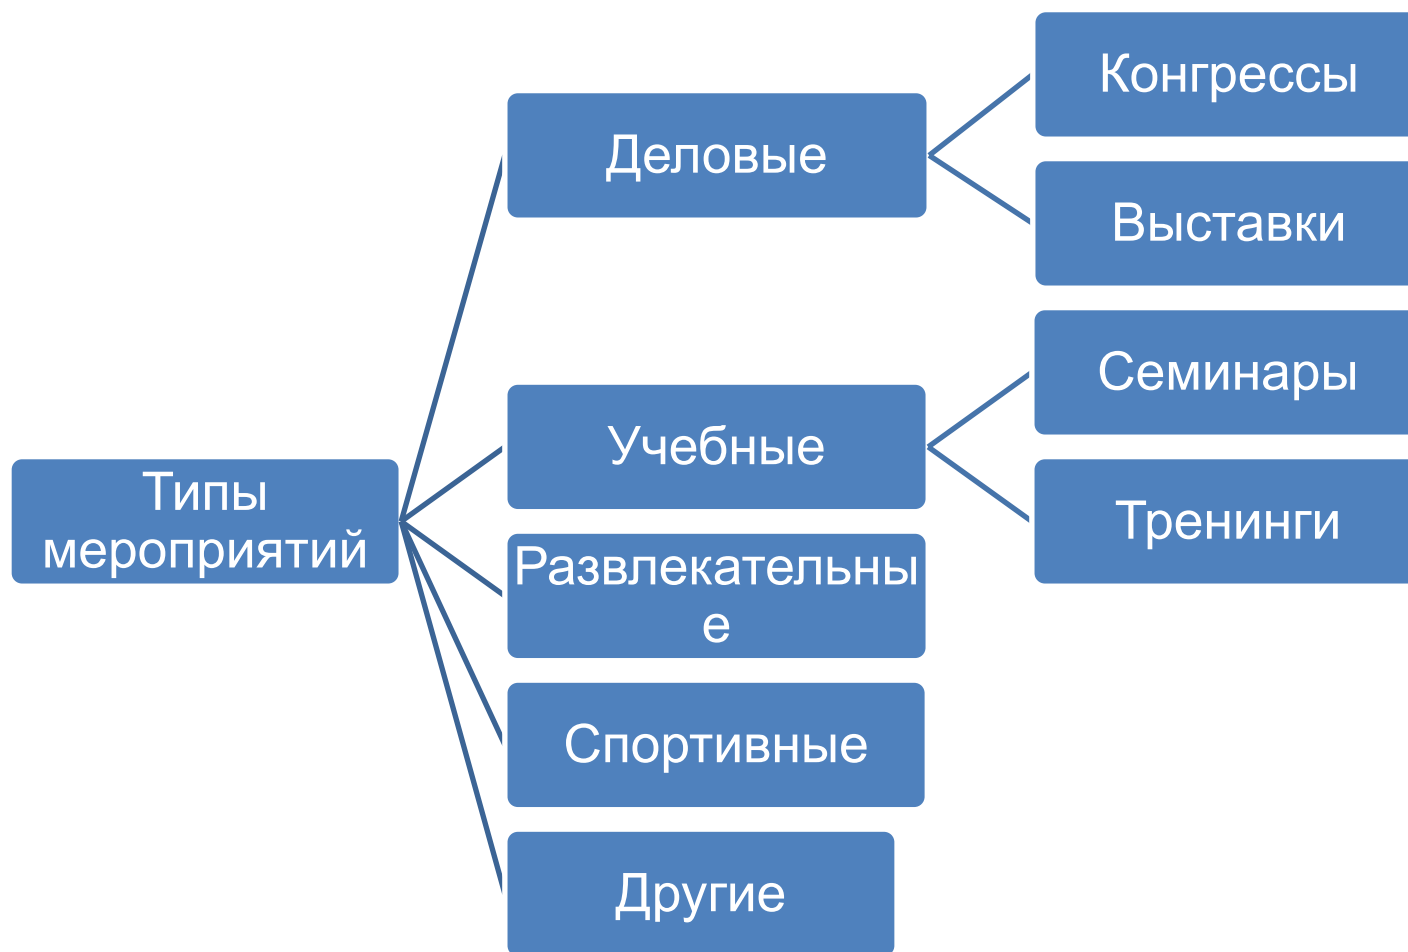 Типы
мероприятий
Деловые
Конгрессы
Выставки
Учебные
Семинары
Тренинги
Развлекательны
е
Спортивные
Другие